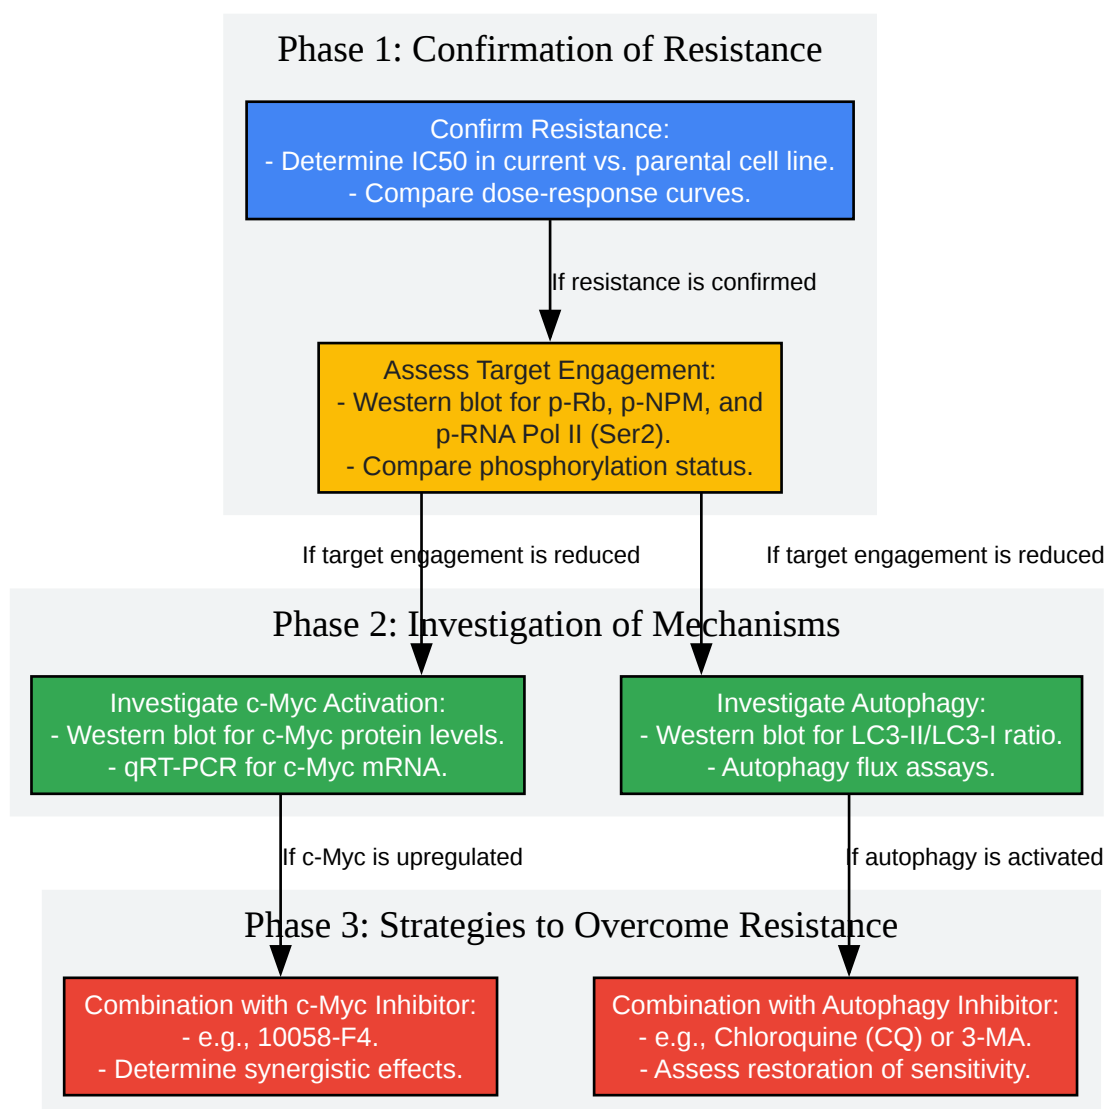 Phase 1: Confirmation of Resistance
Confirm Resistance:
- Determine IC50 in current vs. parental cell line.
- Compare dose-response curves.
If resistance is confirmed
Assess Target Engagement:
- Western blot for p-Rb, p-NPM, and
p-RNA Pol II (Ser2).
- Compare phosphorylation status.
If target engagement is reduced
If target engagement is reduced
Phase 2: Investigation of Mechanisms
Investigate c-Myc Activation:
- Western blot for c-Myc protein levels.
- qRT-PCR for c-Myc mRNA.
Investigate Autophagy:
- Western blot for LC3-II/LC3-I ratio.
- Autophagy flux assays.
If c-Myc is upregulated
If autophagy is activated
Phase 3: Strategies to Overcome Resistance
Combination with c-Myc Inhibitor:
- e.g., 10058-F4.
- Determine synergistic effects.
Combination with Autophagy Inhibitor:
- e.g., Chloroquine (CQ) or 3-MA.
- Assess restoration of sensitivity.